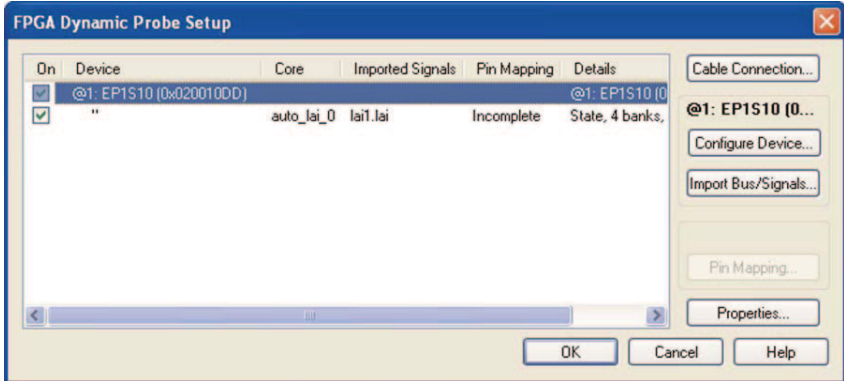 FPGA Dynamic Probe Setup
On Device Core Imported Signals Pin Mapping Details
@1: EP1S10 (0x020010DD) @1: EP1S10 (0
" auto_lai_0 lai1.lai Incomplete State, 4 banks,
Cable Connection...
@1: EP1S10 (0...
Configure Device...
Import Bus/Signals...
Pin Mapping...
Properties...
OK Cancel Help